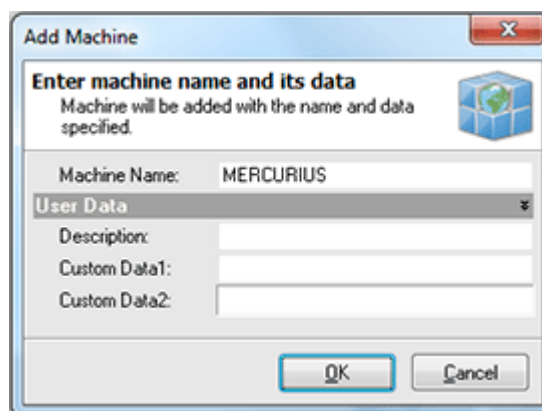 Add Machine
Enter machine name and its data
Machine will be added with the name and data
specified.
Machine Name: MERCURIUS
User Data
Description:
Custom Data1:
Custom Data2:
OK Cancel